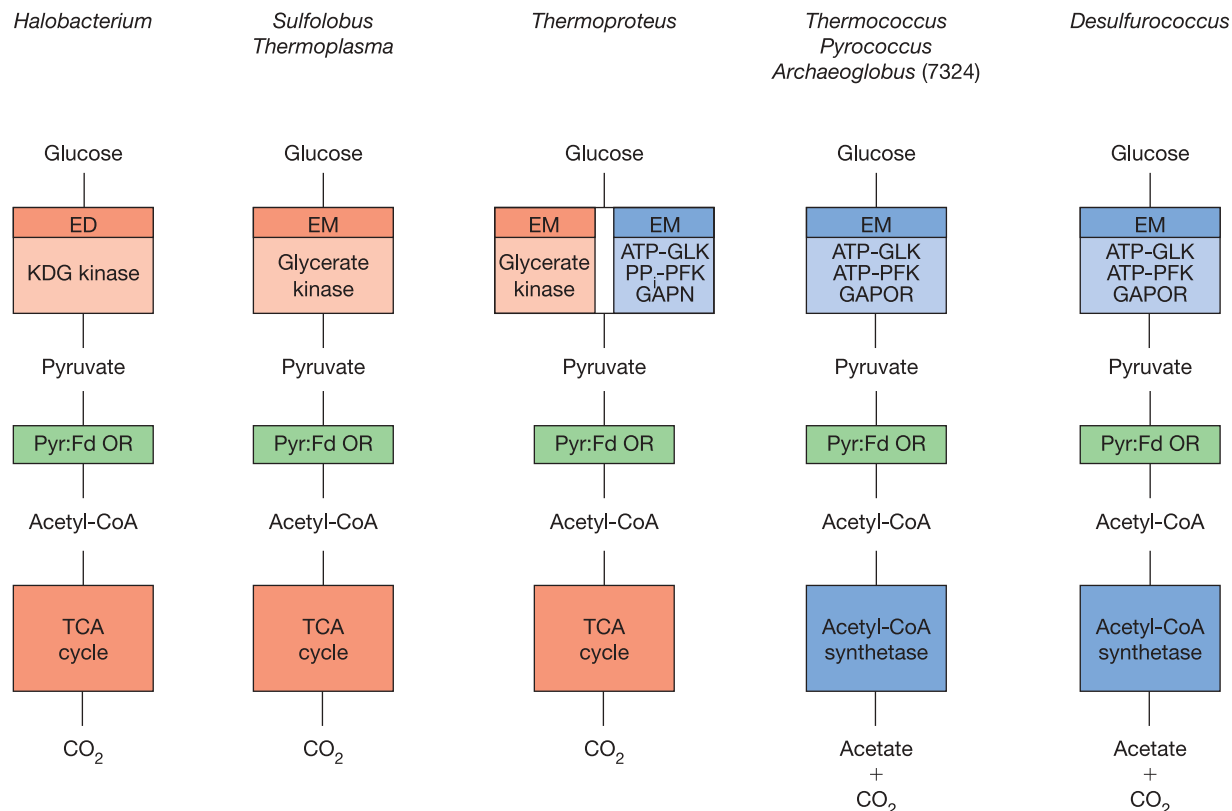 Halobacterium
Sulfolobus
Thermoplasma
Thermoproteus
Thermococcus
Pyrococcus
Archaeoglobus (7324)
Desulfurococcus
Glucose
ED
KDG kinase
Pyruvate
Pyr:Fd OR
Acetyl-CoA
TCA
cycle
CO₂
Glucose
EM
Glycerate
kinase
Pyruvate
Pyr:Fd OR
Acetyl-CoA
TCA
cycle
CO₂
Glucose
EM
Glycerate
kinase
EM
ATP-GLK
PPᵢ-PFK
GAPN
Pyruvate
Pyr:Fd OR
Acetyl-CoA
TCA
cycle
CO₂
Glucose
EM
ATP-GLK
ATP-PFK
GAPOR
Pyruvate
Pyr:Fd OR
Acetyl-CoA
Acetyl-CoA
synthetase
Acetate
+
CO₂
Glucose
EM
ATP-GLK
ATP-PFK
GAPOR
Pyruvate
Pyr:Fd OR
Acetyl-CoA
Acetyl-CoA
synthetase
Acetate
+
CO₂